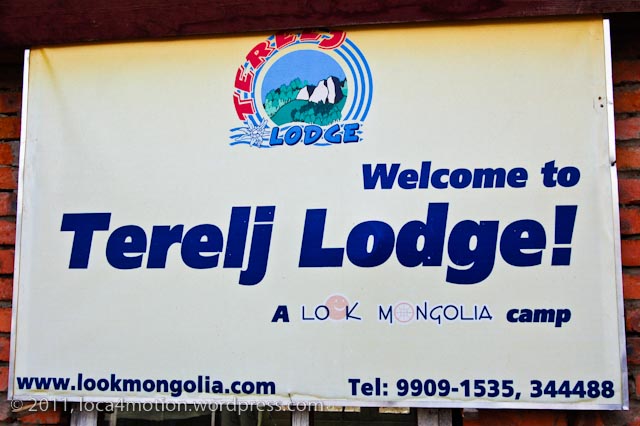 TERELJ
LODGE
Welcome to
Terelj Lodge!
A LOOK MONGOLIA camp
www.lookmongolia.com
Tel: 9909-1535, 344488
© 2011, loca4motion.wordpress.com